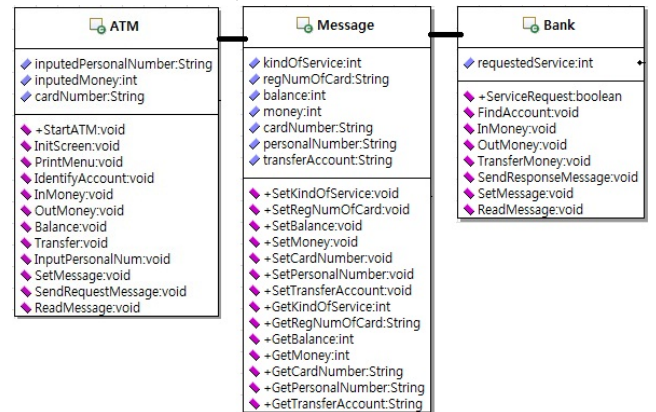 ATM
inputedPersonalNumber:String
inputedMoney:int
cardNumber:String
+StartATM:void
InitScreen:void
PrintMenu:void
IdentifyAccount:void
InMoney:void
OutMoney:void
Balance:void
Transfer:void
InputPersonalNum:void
SetMessage:void
SendRequestMessage:void
ReadMessage:void
Message
kindOfService:int
regNumOfCard:String
balance:int
money:int
cardNumber:String
personalNumber:String
transferAccount:String
+SetKindOfService:void
+SetRegNumOfCard:void
+SetBalance:void
+SetMoney:void
+SetCardNumber:void
+SetPersonalNumber:void
+SetTransferAccount:void
+GetKindOfService:int
+GetRegNumOfCard:String
+GetBalance:int
+GetMoney:int
+GetCardNumber:String
+GetPersonalNumber:String
+GetTransferAccount:String
Bank
requestedService:int
+ServiceRequest:boolean
FindAccount:void
InMoney:void
OutMoney:void
TransferMoney:void
SendResponseMessage:void
SetMessage:void
ReadMessage:void